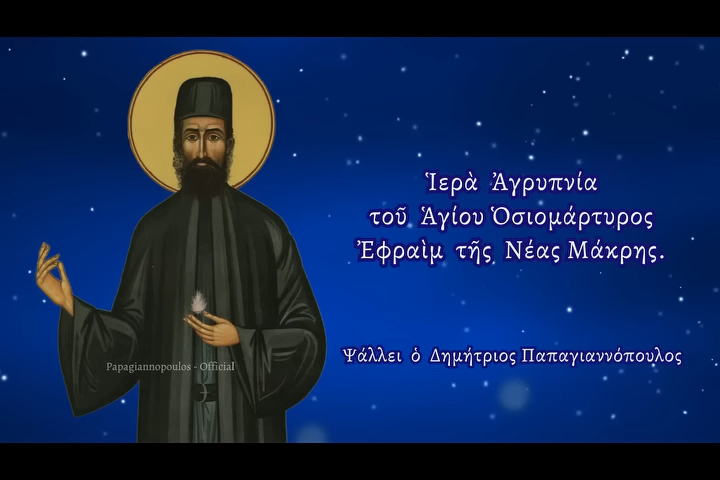 Ἱερὰ Ἀγρυπνία
τοῦ Ἁγίου Ὁσιομάρτυρος
Ἐφραὶμ τῆς Νέας Μάκρης.
Ψάλλει ὁ Δημήτριος Παπαγιαννόπουλος
Papagiannopoulos - Official